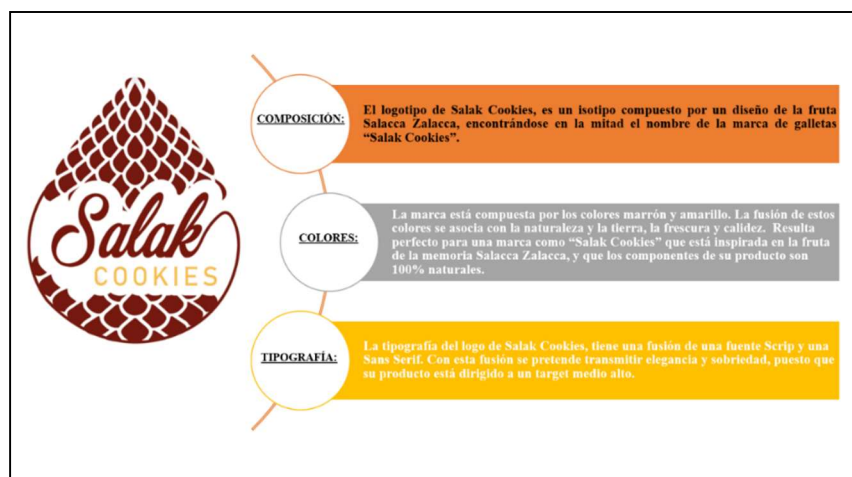 Salak
COOKIES
COMPOSICIÓN:
El logotipo de Salak Cookies, es un isotipo compuesto por un diseño de la fruta
Salacca Zalacca, encontrándose en la mitad el nombre de la marca de galletas
“Salak Cookies”.
COLORES:
La marca está compuesta por los colores marrón y amarillo. La fusión de estos
colores se asocia con la naturaleza y la tierra, la frescura y calidez. Resulta
perfecto para una marca como “Salak Cookies” que está inspirada en la fruta
de la memoria Salacca Zalacca, y que los componentes de su producto son
100% naturales.
TIPOGRAFÍA:
La tipografía del logo de Salak Cookies, tiene una fusión de una fuente Scrip y una
Sans Serif. Con esta fusión se pretende transmitir elegancia y sobriedad, puesto que
su producto está dirigido a un target medio alto.